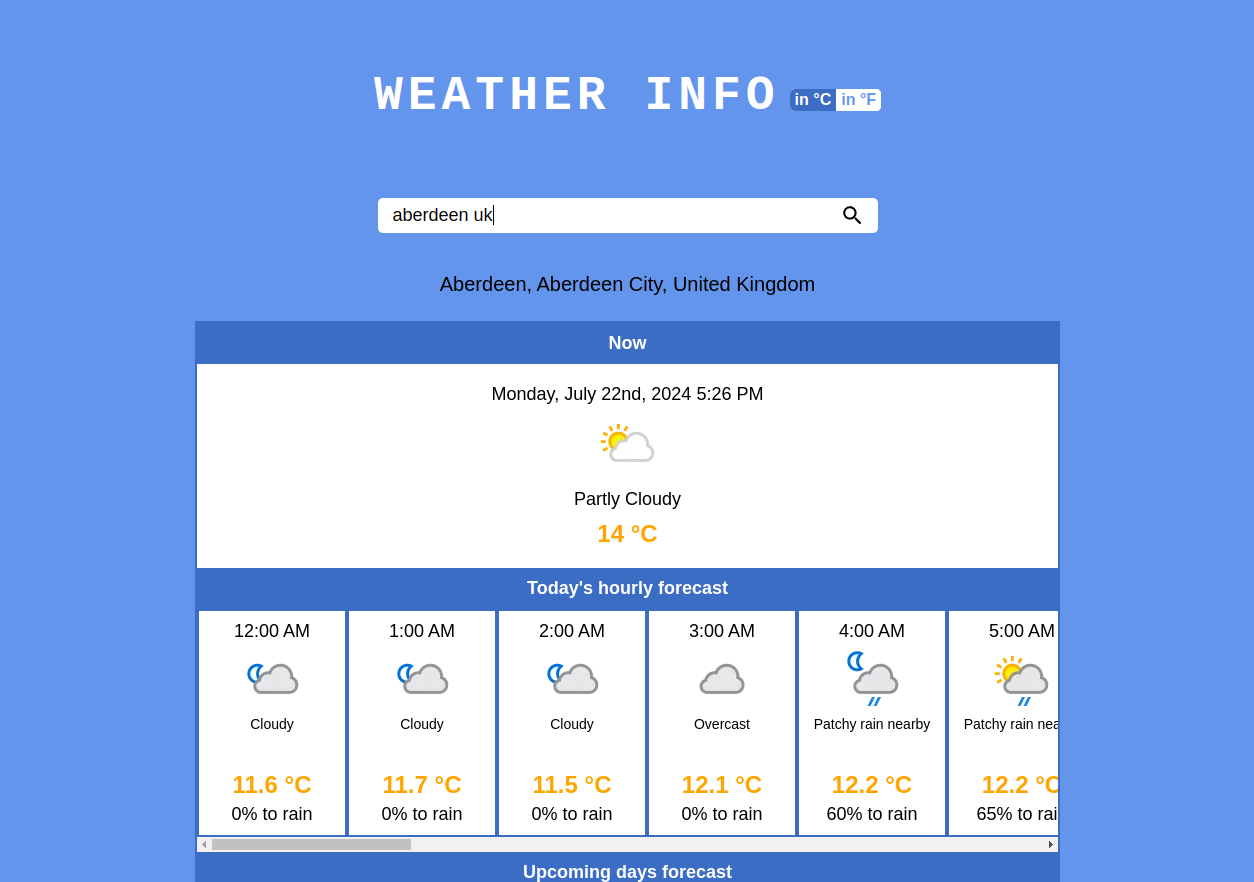 WEATHER INFO in °C in °F
aberdeen uk
Aberdeen, Aberdeen City, United Kingdom
Now
Monday, July 22nd, 2024 5:26 PM
Partly Cloudy
14 °C
Today's hourly forecast
12:00 AM 1:00 AM 2:00 AM 3:00 AM 4:00 AM 5:00 AM
Cloudy Cloudy Cloudy Overcast Patchy rain nearby Patchy rain nea
11.6 °C 11.7 °C 11.5 °C 12.1 °C 12.2 °C 12.2 °C
0% to rain 0% to rain 0% to rain 0% to rain 60% to rain 65% to rai
Upcoming days forecast